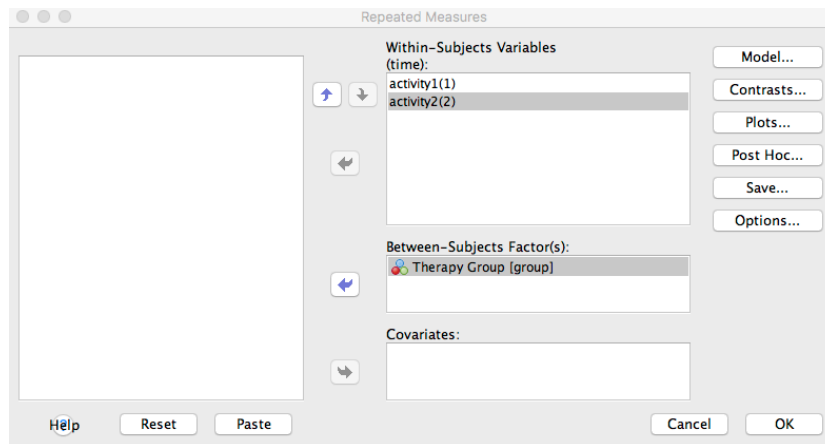 Repeated Measures
Within-Subjects Variables
(time):
activity1(1)
activity2(2)
Model...
Contrasts...
Plots...
Post Hoc...
Save...
Options...
Between-Subjects Factor(s):
Therapy Group [group]
Covariates:
Help
Reset
Paste
Cancel
OK